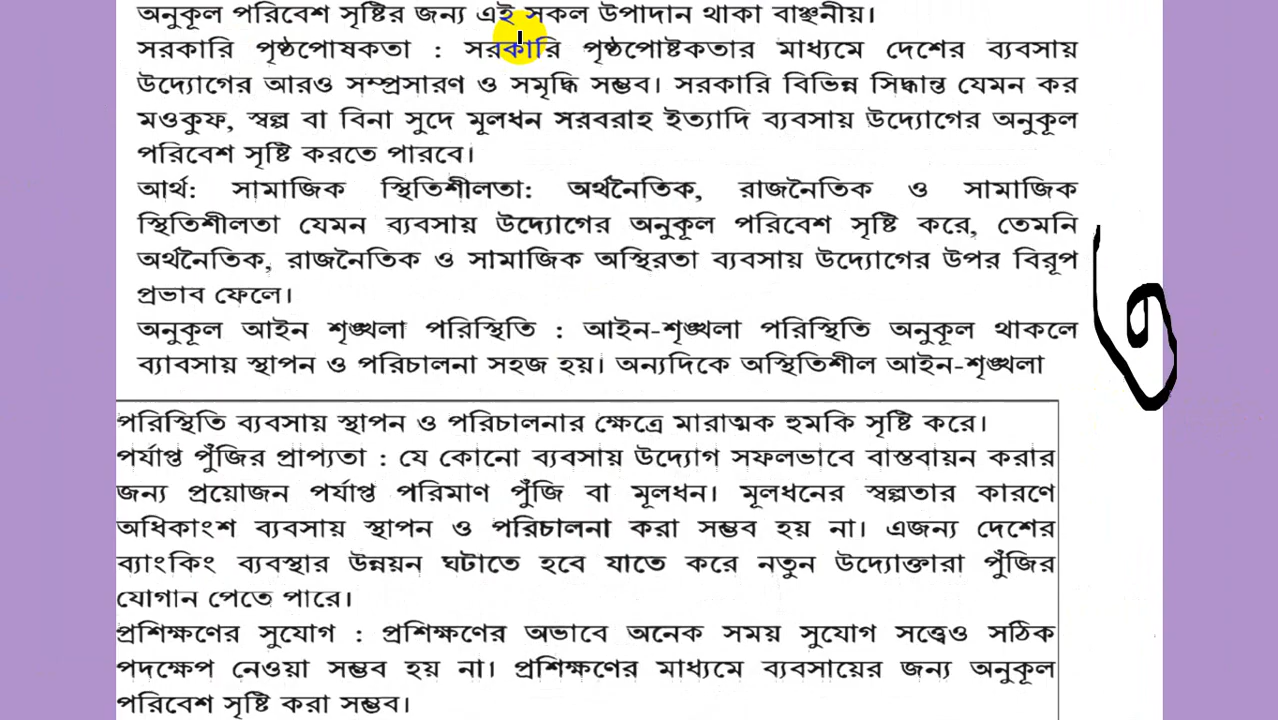 অনুকূল পরিবেশ সৃষ্টির জন্য এই সকল উপাদান থাকা বাঞ্চনীয়।
সরকারি পৃষ্ঠপোষকতা : সরকারি পৃষ্ঠপোষ্টকতার মাধ্যমে দেশের ব্যবসায়
উদ্যোগের আরও সম্প্রসারণ ও সমৃদ্ধি সম্ভব। সরকারি বিভিন্ন সিদ্ধান্ত যেমন কর
মওকুফ, স্বল্প বা বিনা সুদে মূলধন সরবরাহ ইত্যাদি ব্যবসায় উদ্যোগের অনুকূল
পরিবেশ সৃষ্টি করতে পারবে।
আর্থ: সামাজিক স্থিতিশীলতা: অর্থনৈতিক, রাজনৈতিক ও সামাজিক
স্থিতিশীলতা যেমন ব্যবসায় উদ্যোগের অনুকূল পরিবেশ সৃষ্টি করে, তেমনি
অর্থনৈতিক, রাজনৈতিক ও সামাজিক অস্থিরতা ব্যবসায় উদ্যোগের উপর বিরূপ
প্রভাব ফেলে।
অনুকূল আইন শৃঙ্খলা পরিস্থিতি : আইন-শৃঙ্খলা পরিস্থিতি অনুকূল থাকলে
ব্যাবসায় স্থাপন ও পরিচালনা সহজ হয়। অন্যদিকে অস্থিতিশীল আইন-শৃঙ্খলা
৩
পরিস্থিতি ব্যবসায় স্থাপন ও পরিচালনার ক্ষেত্রে মারাত্মক হুমকি সৃষ্টি করে।
পর্যাপ্ত পুঁজির প্রাপ্যতা : যে কোনো ব্যবসায় উদ্যোগ সফলভাবে বাস্তবায়ন করার
জন্য প্রয়োজন পর্যাপ্ত পরিমাণ পুঁজি বা মূলধন। মূলধনের স্বল্পতার কারণে
অধিকাংশ ব্যবসায় স্থাপন ও পরিচালনা করা সম্ভব হয় না। এজন্য দেশের
ব্যাংকিং ব্যবস্থার উন্নয়ন ঘটাতে হবে যাতে করে নতুন উদ্যোক্তারা পুঁজির
যোগান পেতে পারে।
প্রশিক্ষণের সুযোগ : প্রশিক্ষণের অভাবে অনেক সময় সুযোগ সত্ত্বেও সঠিক
পদক্ষেপ নেওয়া সম্ভব হয় না। প্রশিক্ষণের মাধ্যমে ব্যবসায়ের জন্য অনুকূল
পরিবেশ সৃষ্টি করা সম্ভব।